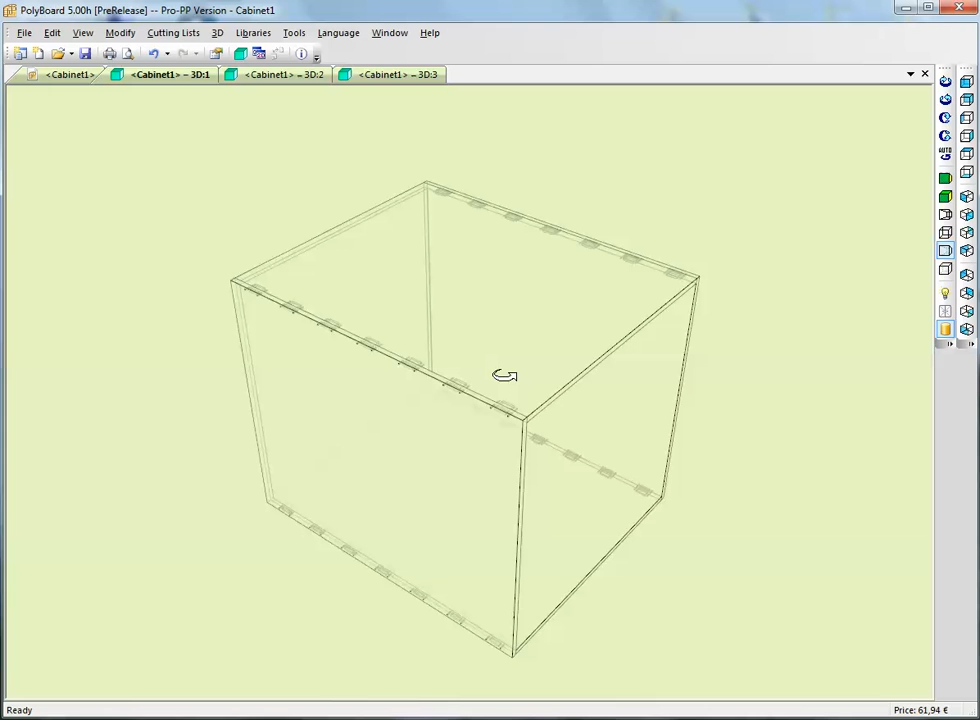 PolyBoard 5.00h [PreRelease] -- Pro-PP Version - Cabinet1
File Edit View Modify Cutting Lists 3D Libraries Tools Language Window Help
<Cabinet1> <Cabinet1> – 3D:1 <Cabinet1> – 3D:2 <Cabinet1> – 3D:3
AUTO
Ready Price: 61,94 €